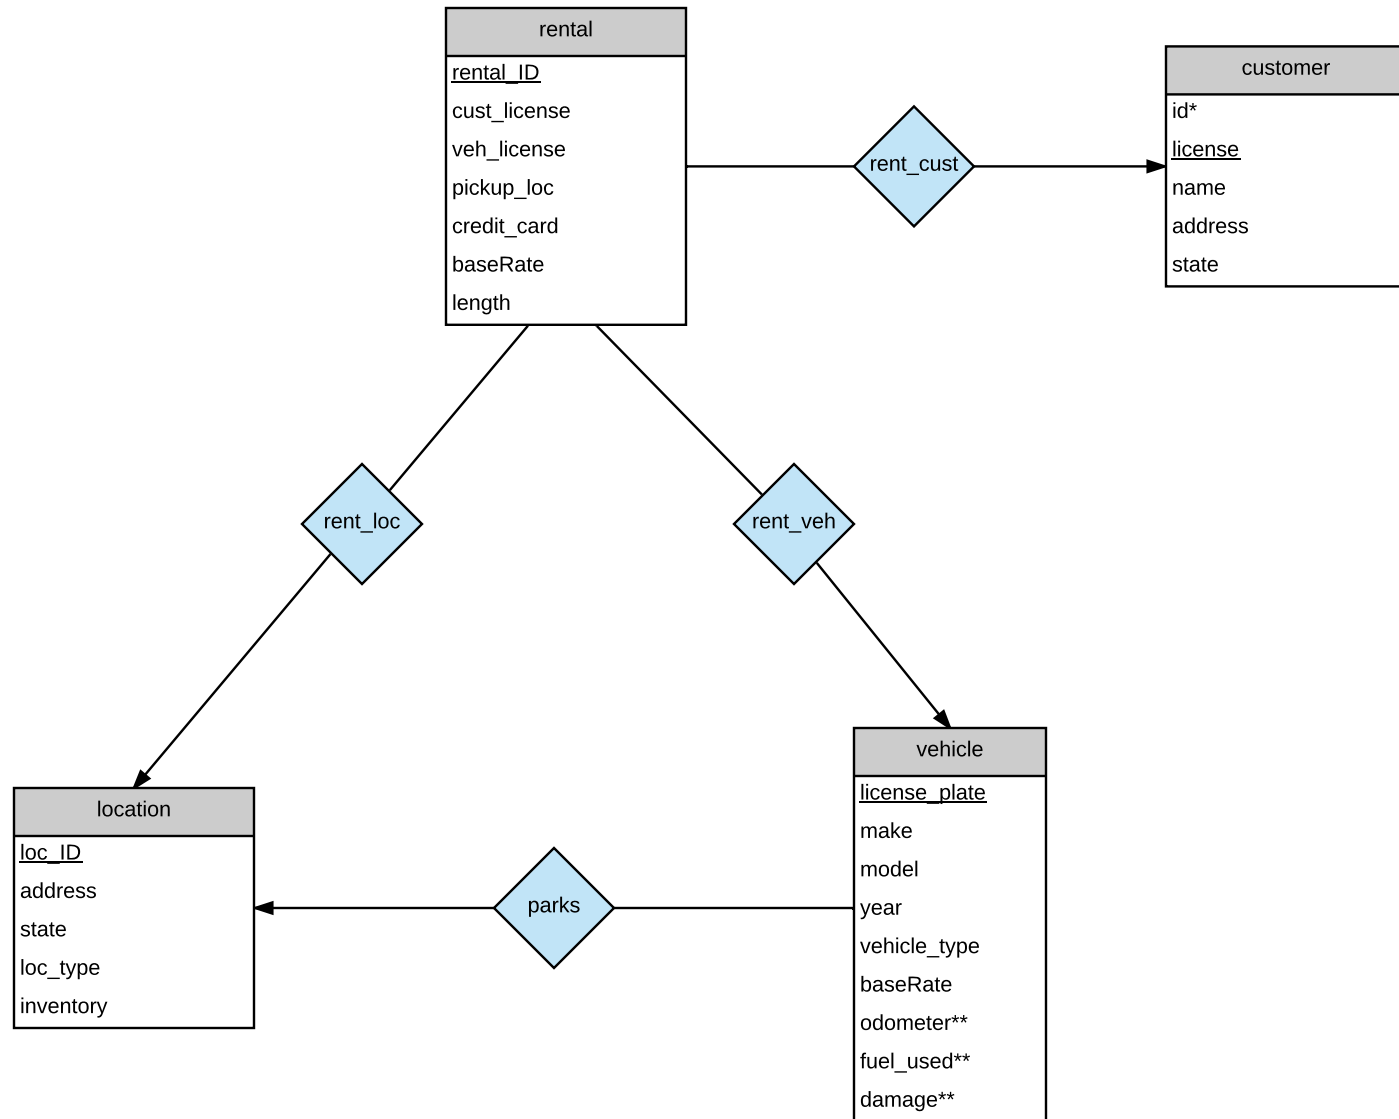 rental
rental_ID
cust_license
veh_license
pickup_loc
credit_card
baseRate
length
rent_cust
customer
id*
license
name
address
state
rent_loc
rent_veh
location
loc_ID
address
state
loc_type
inventory
parks
vehicle
license_plate
make
model
year
vehicle_type
baseRate
odometer**
fuel_used**
damage**